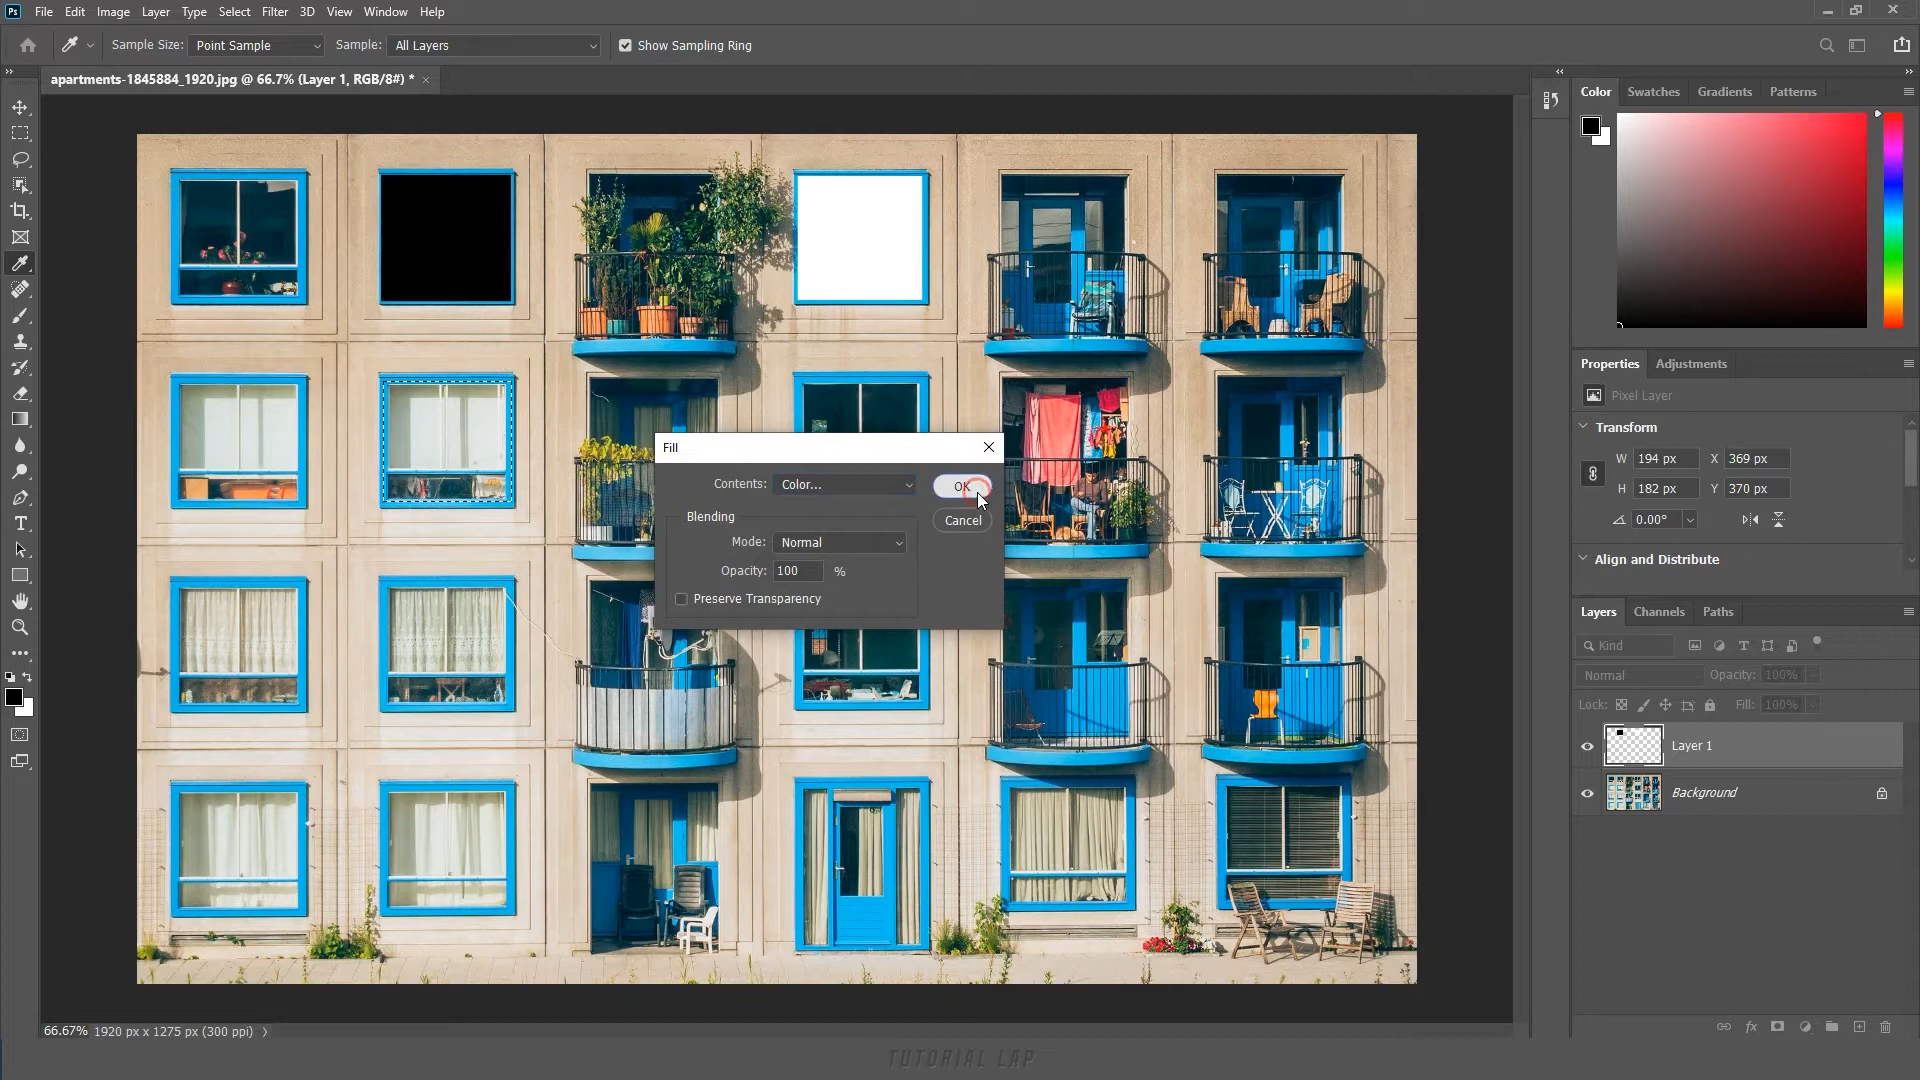 Ps File Edit Image Layer Type Select Filter 3D View Window Help
Sample Size: Point Sample Sample: All Layers Show Sampling Ring
apartments-1845884_1920.jpg @ 66.7% (Layer 1, RGB/8#) * ×
Color Swatches Gradients Patterns
Properties Adjustments
Pixel Layer
Transform
W 194 px X 369 px
H 182 px Y 370 px
0.00°
Align and Distribute
Fill
Contents: Color... OK
Blending Cancel
Mode: Normal
Opacity: 100 %
Preserve Transparency
Layers Channels Paths
Kind
Normal Opacity: 100%
Lock: Fill: 100%
Layer 1
Background
66.67% 1920 px x 1275 px (300 ppi)
TUTORIAL LAP